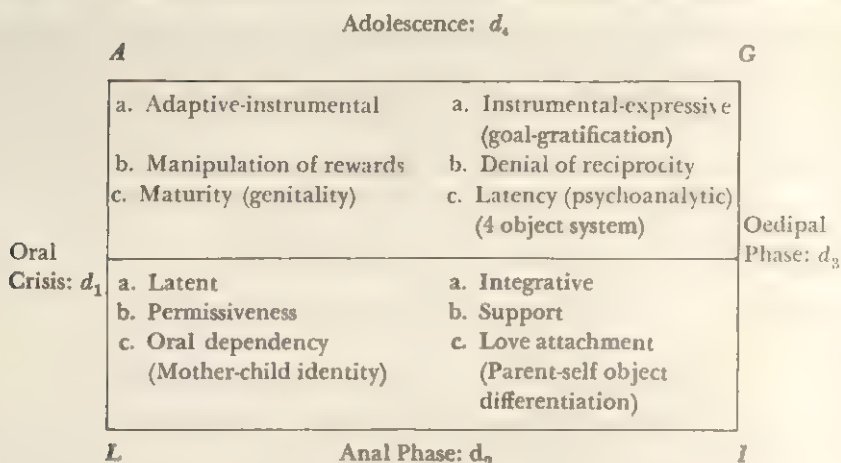 Adolescence: d₄
A G
a. Adaptive-instrumental a. Instrumental-expressive
(goal-gratification)
b. Manipulation of rewards b. Denial of reciprocity
c. Maturity (genitality) c. Latency (psychoanalytic)
(4 object system)
Oral
Crisis: d₁
Oedipal
Phase: d₃
a. Latent a. Integrative
b. Permissiveness b. Support
c. Oral dependency c. Love attachment
(Mother-child identity) (Parent-self object
differentiation)
L Anal Phase: d₂ I